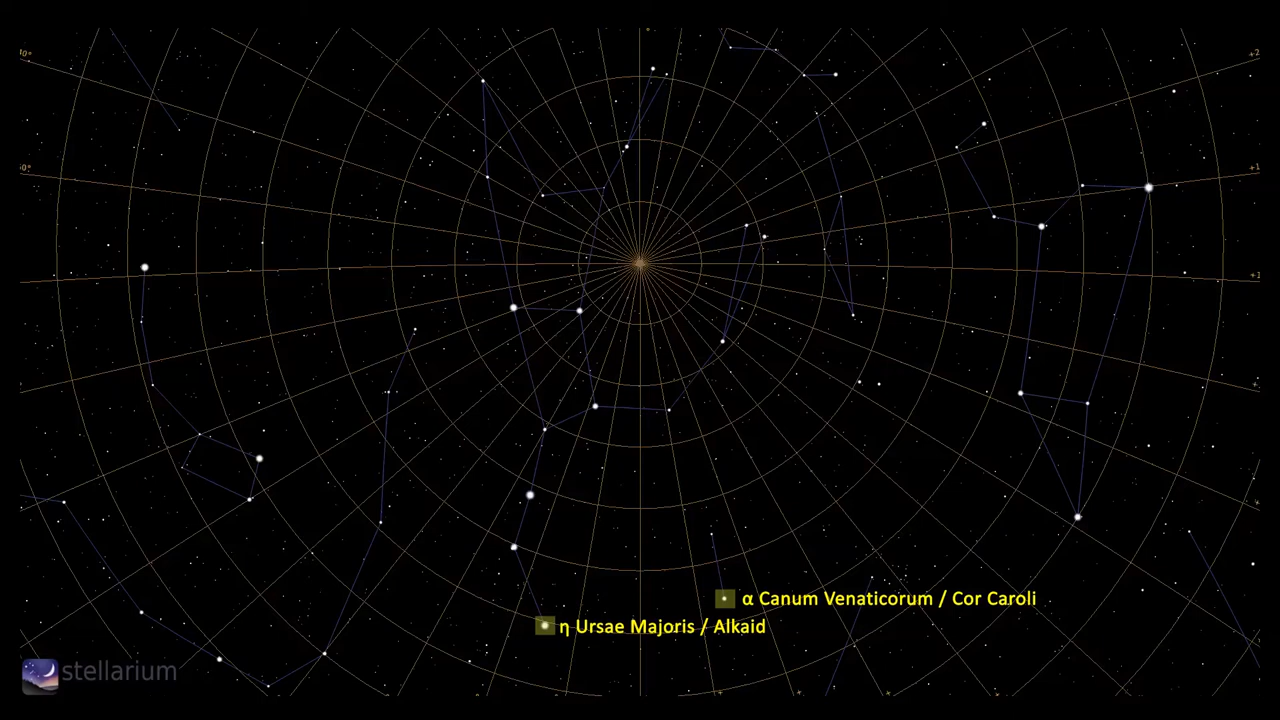 α Canum Venaticorum / Cor Caroli
η Ursae Majoris / Alkaid
stellarium